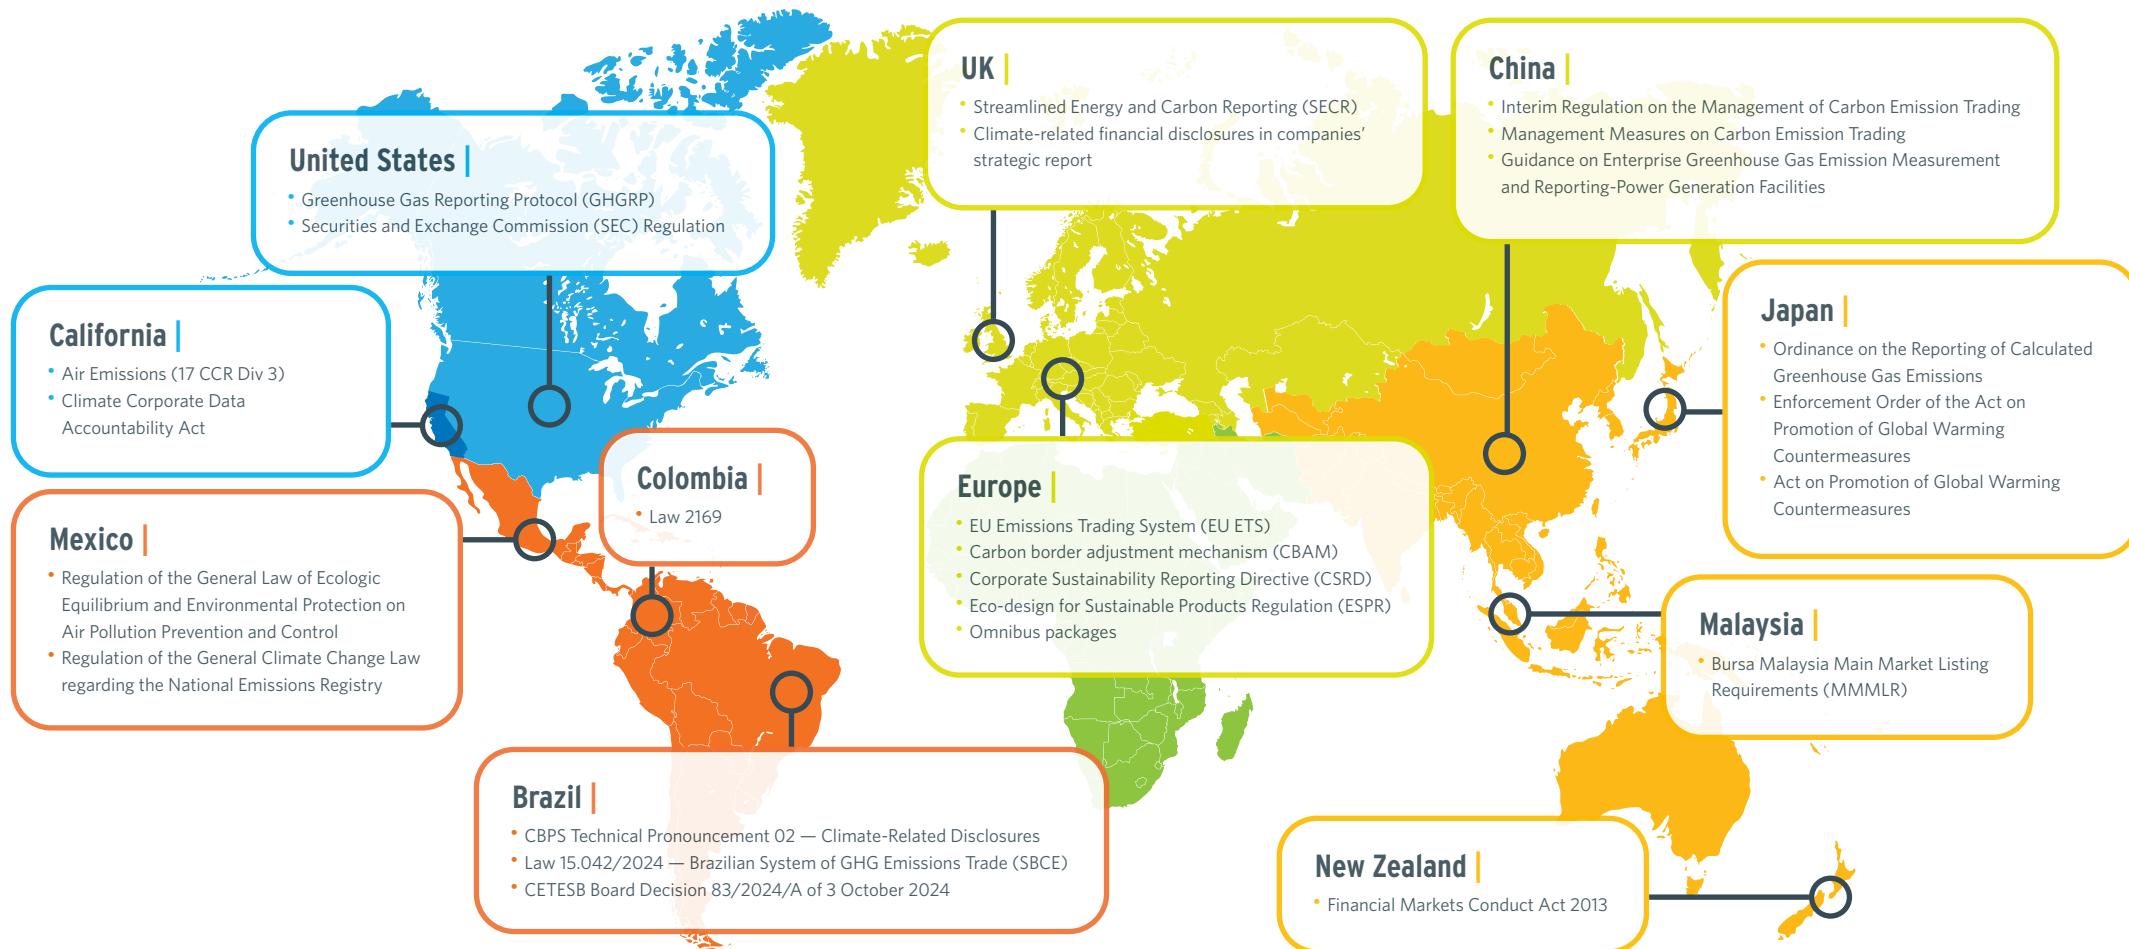 United States
• Greenhouse Gas Reporting Protocol (GHGRP)
• Securities and Exchange Commission (SEC) Regulation
California
• Air Emissions (17 CCR Div 3)
• Climate Corporate Data
Accountability Act
Mexico
• Regulation of the General Law of Ecologic
Equilibrium and Environmental Protection on
Air Pollution Prevention and Control
• Regulation of the General Climate Change Law
regarding the National Emissions Registry
Colombia
• Law 2169
Brazil
• CBPS Technical Pronouncement 02 — Climate-Related Disclosures
• Law 15.042/2024 — Brazilian System of GHG Emissions Trade (SBCE)
• CETESB Board Decision 83/2024/A of 3 October 2024
UK
• Streamlined Energy and Carbon Reporting (SECR)
• Climate-related financial disclosures in companies’
strategic report
Europe
• EU Emissions Trading System (EU ETS)
• Carbon border adjustment mechanism (CBAM)
• Corporate Sustainability Reporting Directive (CSRD)
• Eco-design for Sustainable Products Regulation (ESPR)
• Omnibus packages
China
• Interim Regulation on the Management of Carbon Emission Trading
• Management Measures on Carbon Emission Trading
• Guidance on Enterprise Greenhouse Gas Emission Measurement
and Reporting-Power Generation Facilities
Japan
• Ordinance on the Reporting of Calculated
Greenhouse Gas Emissions
• Enforcement Order of the Act on
Promotion of Global Warming
Countermeasures
• Act on Promotion of Global Warming
Countermeasures
Malaysia
• Bursa Malaysia Main Market Listing
Requirements (MMMLR)
New Zealand
• Financial Markets Conduct Act 2013